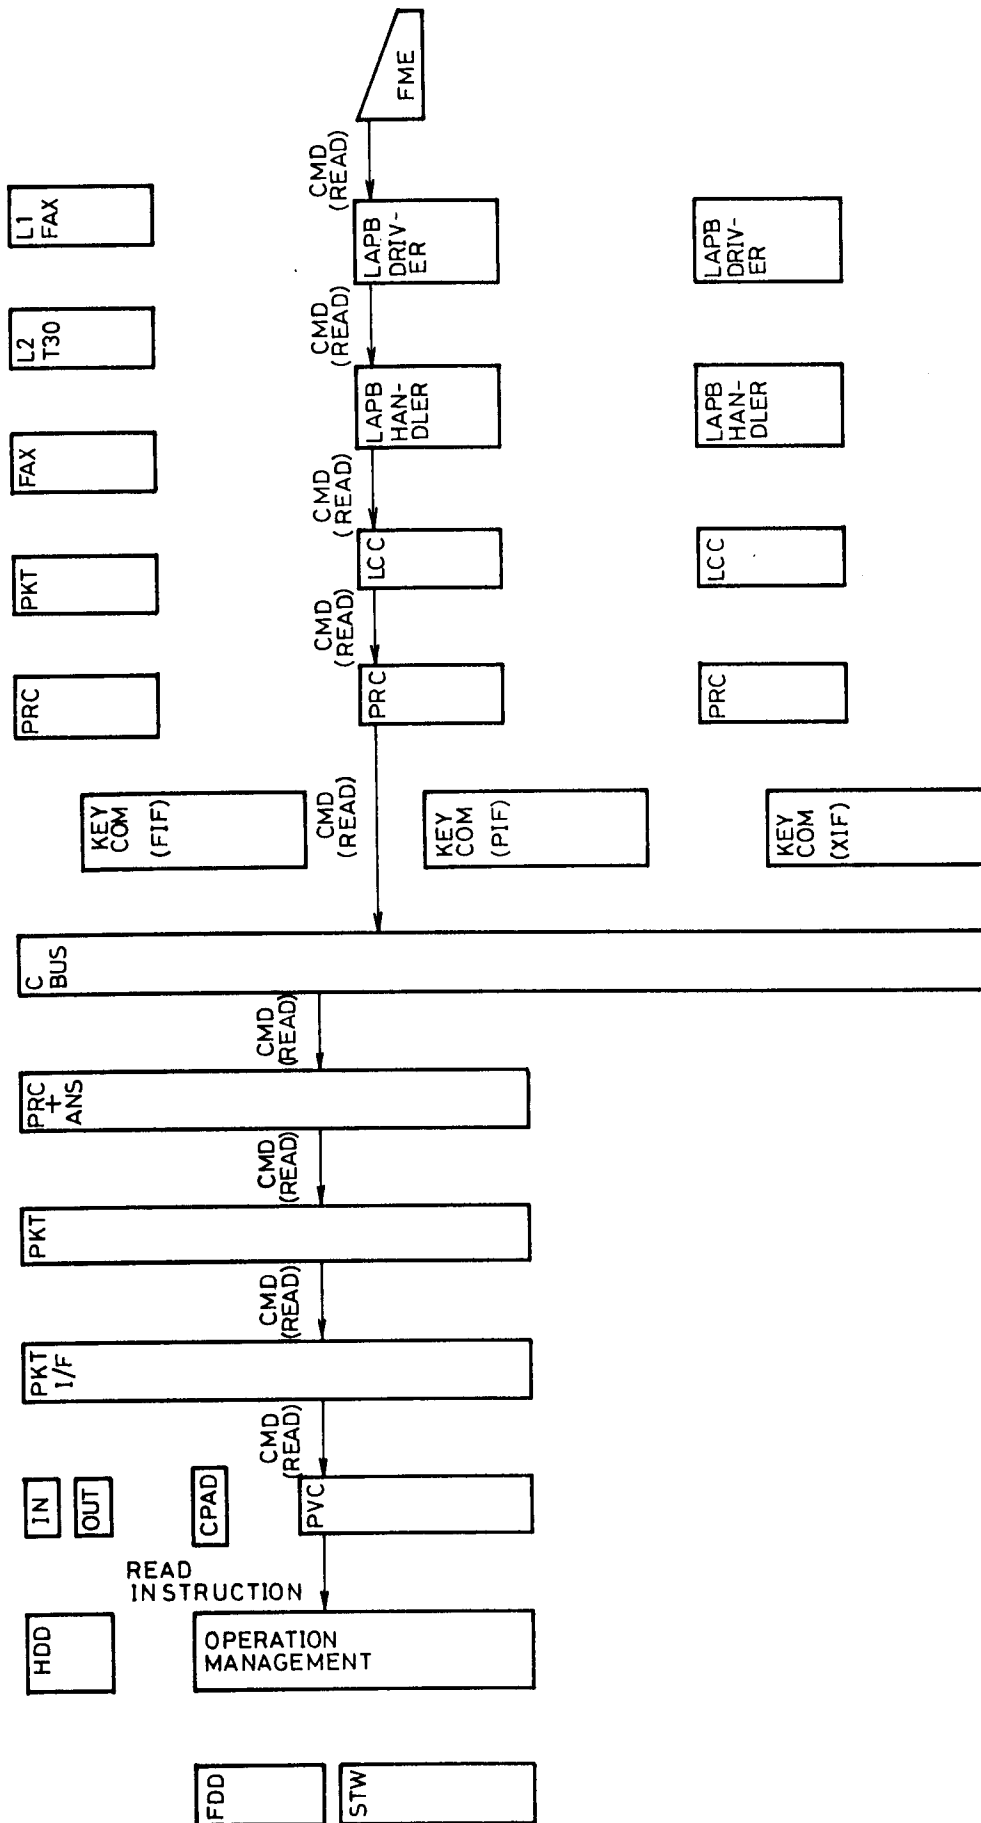 FME
CMD
(READ)
L1
FAX
LAPB
DRIV-
ER
LAPB
DRIV-
ER
CMD
(READ)
L2
T30
LAPB
HAN-
DLER
LAPB
HAN-
DLER
CMD
(READ)
FAX
LCC
LCC
CMD
(READ)
PKT
PRC
PRC
PRC
CMD
(READ)
KEY
COM
(FIF)
KEY
COM
(PIF)
KEY
COM
(XIF)
C
BUS
CMD
(READ)
PRC
+
ANS
CMD
(READ)
PKT
CMD
(READ)
PKT
I/F
CMD
(READ)
IN
OUT
CPAD
PVC
READ
INSTRUCTION
HDD
OPERATION
MANAGEMENT
FDD
STW